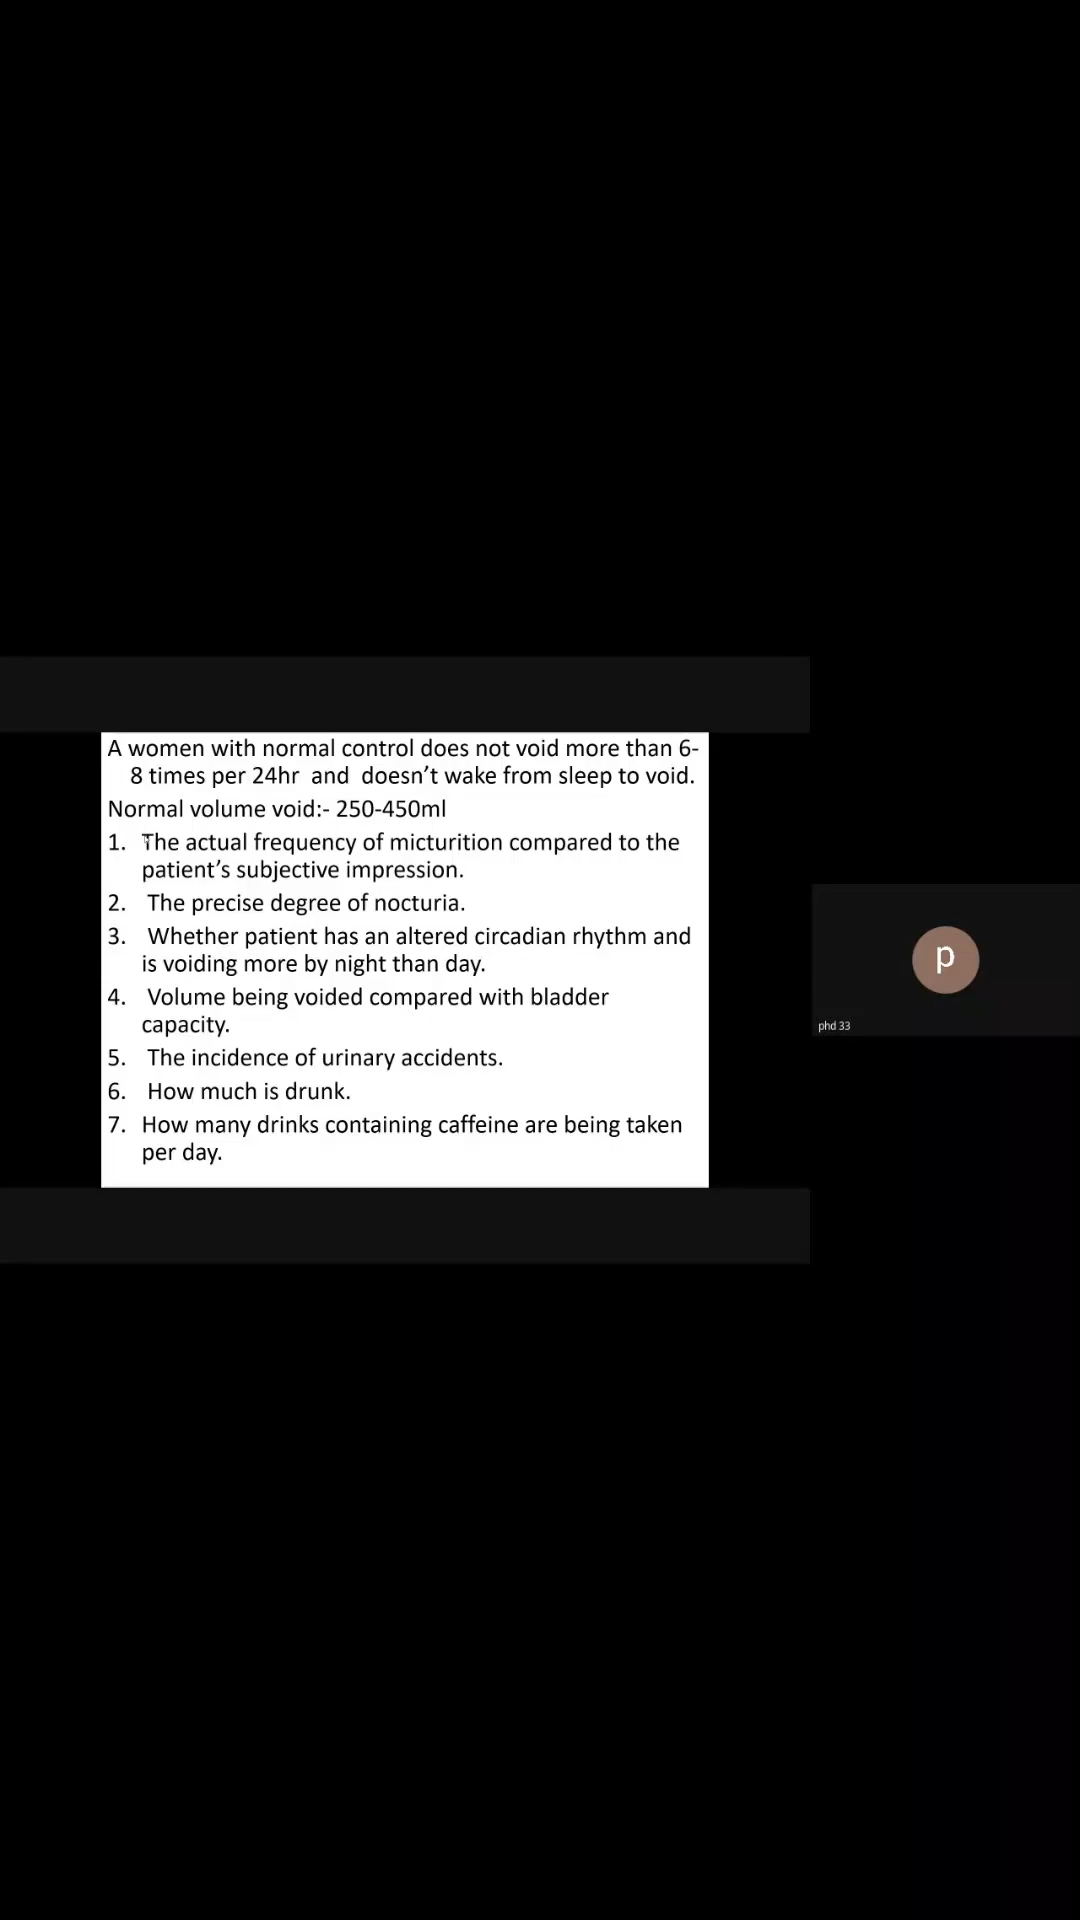 A women with normal control does not void more than 6-
8 times per 24hr and doesn't wake from sleep to void.
Normal volume void:- 250-450ml
1. The actual frequency of micturition compared to the
patient's subjective impression.
2. The precise degree of nocturia.
3. Whether patient has an altered circadian rhythm and
is voiding more by night than day.
4. Volume being voided compared with bladder
capacity.
5. The incidence of urinary accidents.
6. How much is drunk.
7. How many drinks containing caffeine are being taken
per day.
p
phd 33